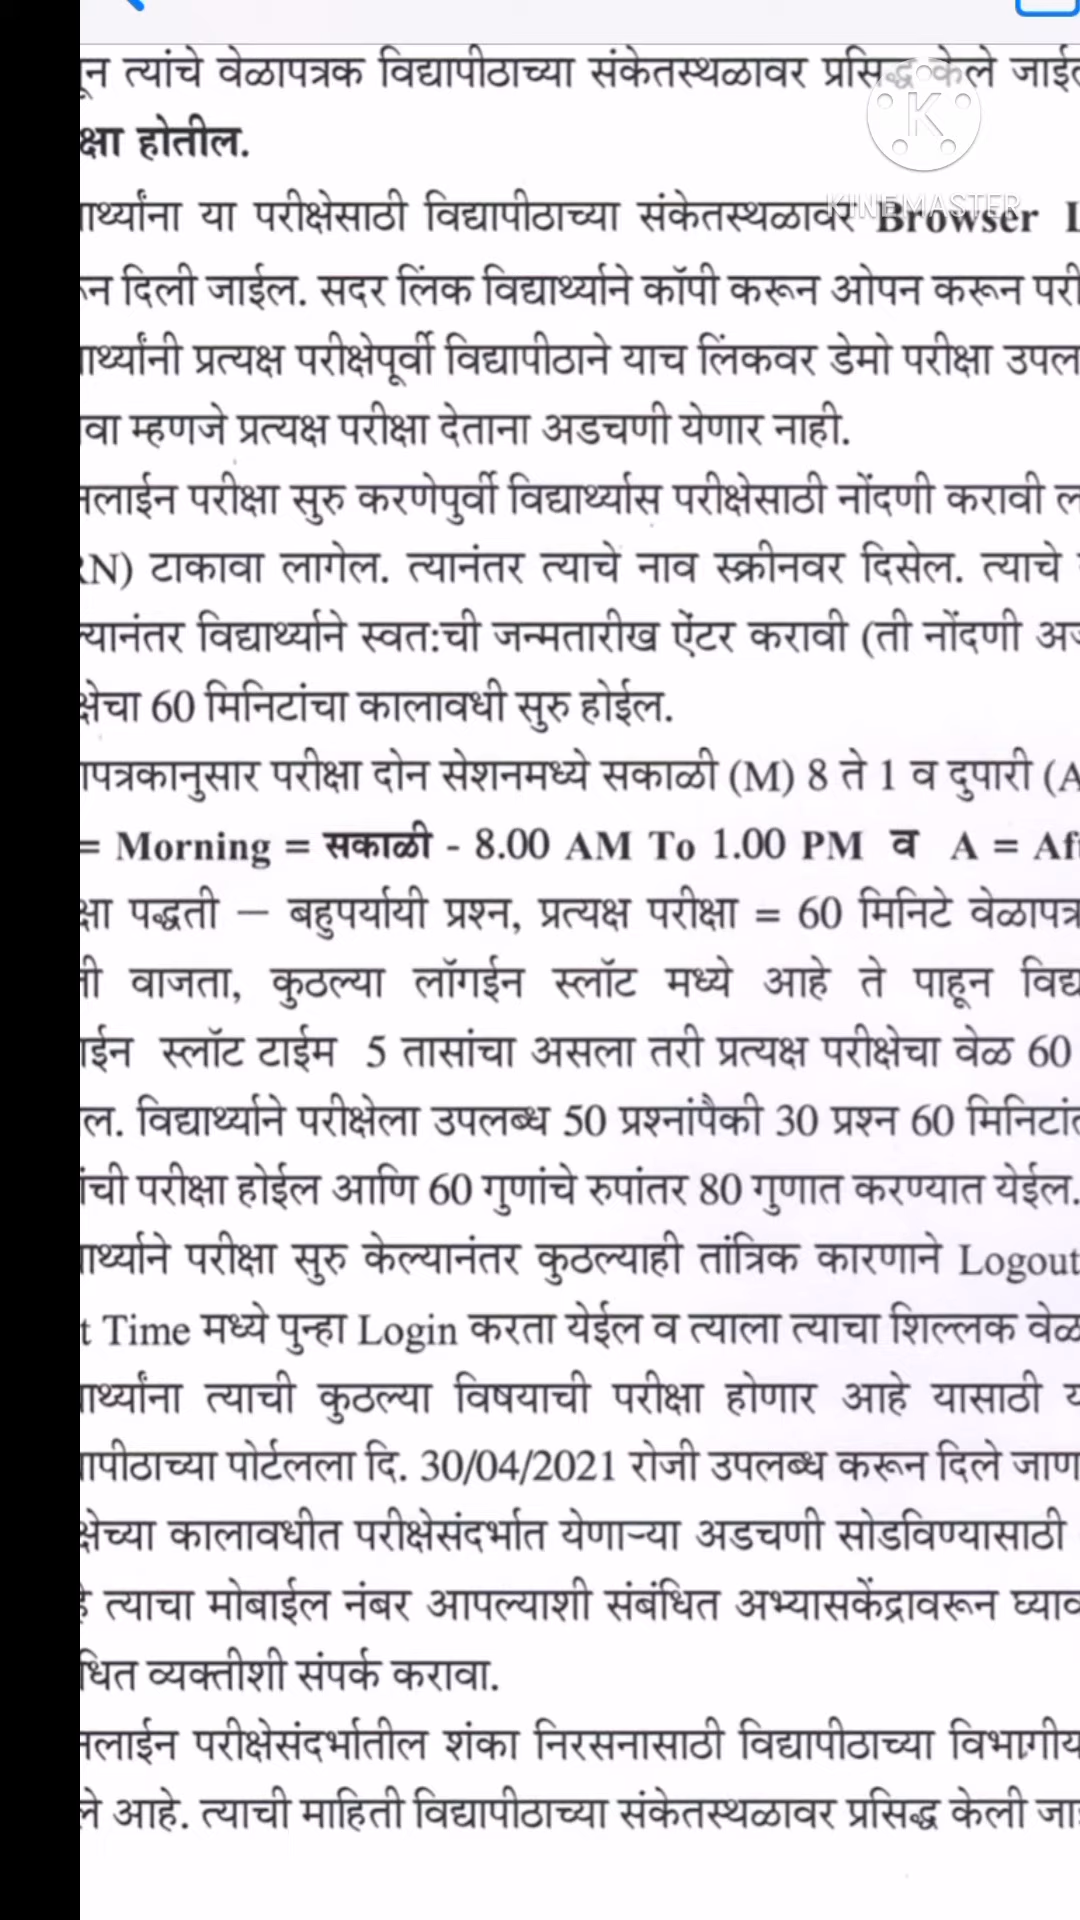 न त्यांचे वेळापत्रक विद्यापीठाच्या संकेतस्थळावर प्रसिद्ध केले
क्षा होतील.
KINEMASTER
र्थ्यांना या परीक्षेसाठी विद्यापीठाच्या संकेतस्थळावर Browser
न दिली जाईल. सदर लिंक विद्यार्थ्याने कॉपी करून ओपन करून परी
र्थ्यांनी प्रत्यक्ष परीक्षेपूर्वी विद्यापीठाने याच लिंकवर डेमो परीक्षा उपल
वा म्हणजे प्रत्यक्ष परीक्षा देताना अडचणी येणार नाही.
नलाईन परीक्षा सुरु करणेपुर्वी विद्यार्थ्यास परीक्षेसाठी नोंदणी करावी ल
RN) टाकावा लागेल. त्यानंतर त्याचे नाव स्क्रीनवर दिसेल. त्याचे
त्यानंतर विद्यार्थ्याने स्वत:ची जन्मतारीख ऐंटर करावी (ती नोंदणी
क्षेचा 60 मिनिटांचा कालावधी सुरु होईल.
ापत्रकानुसार परीक्षा दोन सेशनमध्ये सकाळी (M) 8 ते 1 व दुपारी (A
= Morning = सकाळी - 8.00 AM To 1.00 PM व A = Aft
क्षा पद्धती – बहुपर्यायी प्रश्न, प्रत्यक्ष परीक्षा = 60 मिनिटे वेळापत्र
ती वाजता, कुठल्या लॉगईन स्लॉट मध्ये आहे ते पाहून विद्य
गईन स्लॉट टाईम 5 तासांचा असला तरी प्रत्यक्ष परीक्षेचा वेळ 60
ल. विद्यार्थ्याने परीक्षेला उपलब्ध 50 प्रश्नांपैकी 30 प्रश्न 60 मिनिटांत
ांची परीक्षा होईल आणि 60 गुणांचे रुपांतर 80 गुणात करण्यात येईल.
र्थ्याने परीक्षा सुरु केल्यानंतर कुठल्याही तांत्रिक कारणाने Logout
t Time मध्ये पुन्हा Login करता येईल व त्याला त्याचा शिल्लक वेळ
र्थ्यांना त्याची कुठल्या विषयाची परीक्षा होणार आहे यासाठी
ापीठाच्या पोर्टलला दि. 30/04/2021 रोजी उपलब्ध करून दिले जाण
क्षेच्या कालावधीत परीक्षेसंदर्भात येणाऱ्या अडचणी सोडविण्यासाठी
त्याचा मोबाईल नंबर आपल्याशी संबंधित अभ्यासकेंद्रावरून घ्याव
धित व्यक्तीशी संपर्क करावा.
नलाईन परीक्षेसंदर्भातील शंका निरसनासाठी विद्यापीठाच्या विभागीय
ले आहे. त्याची माहिती विद्यापीठाच्या संकेतस्थळावर प्रसिद्ध केली